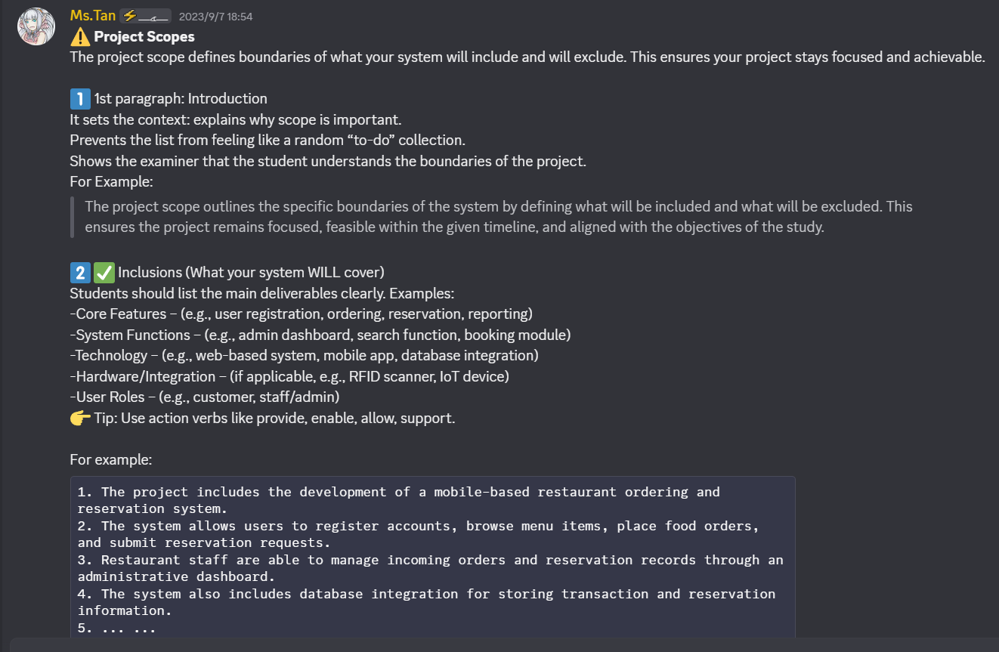 Ms.Tan 2023/9/7 18:54
⚠️ Project Scopes
The project scope defines boundaries of what your system will include and will exclude. This ensures your project stays focused and achievable.
1️⃣ 1st paragraph: Introduction
It sets the context: explains why scope is important.
Prevents the list from feeling like a random “to-do” collection.
Shows the examiner that the student understands the boundaries of the project.
For Example:
The project scope outlines the specific boundaries of the system by defining what will be included and what will be excluded. This
ensures the project remains focused, feasible within the given timeline, and aligned with the objectives of the study.
2️⃣ ✅ Inclusions (What your system WILL cover)
Students should list the main deliverables clearly. Examples:
-Core Features – (e.g., user registration, ordering, reservation, reporting)
-System Functions – (e.g., admin dashboard, search function, booking module)
-Technology – (e.g., web-based system, mobile app, database integration)
-Hardware/Integration – (if applicable, e.g., RFID scanner, IoT device)
-User Roles – (e.g., customer, staff/admin)
👉 Tip: Use action verbs like provide, enable, allow, support.
For example:
1. The project includes the development of a mobile-based restaurant ordering and
reservation system.
2. The system allows users to register accounts, browse menu items, place food orders,
and submit reservation requests.
3. Restaurant staff are able to manage incoming orders and reservation records through an
administrative dashboard.
4. The system also includes database integration for storing transaction and reservation
information.
5. ... ...